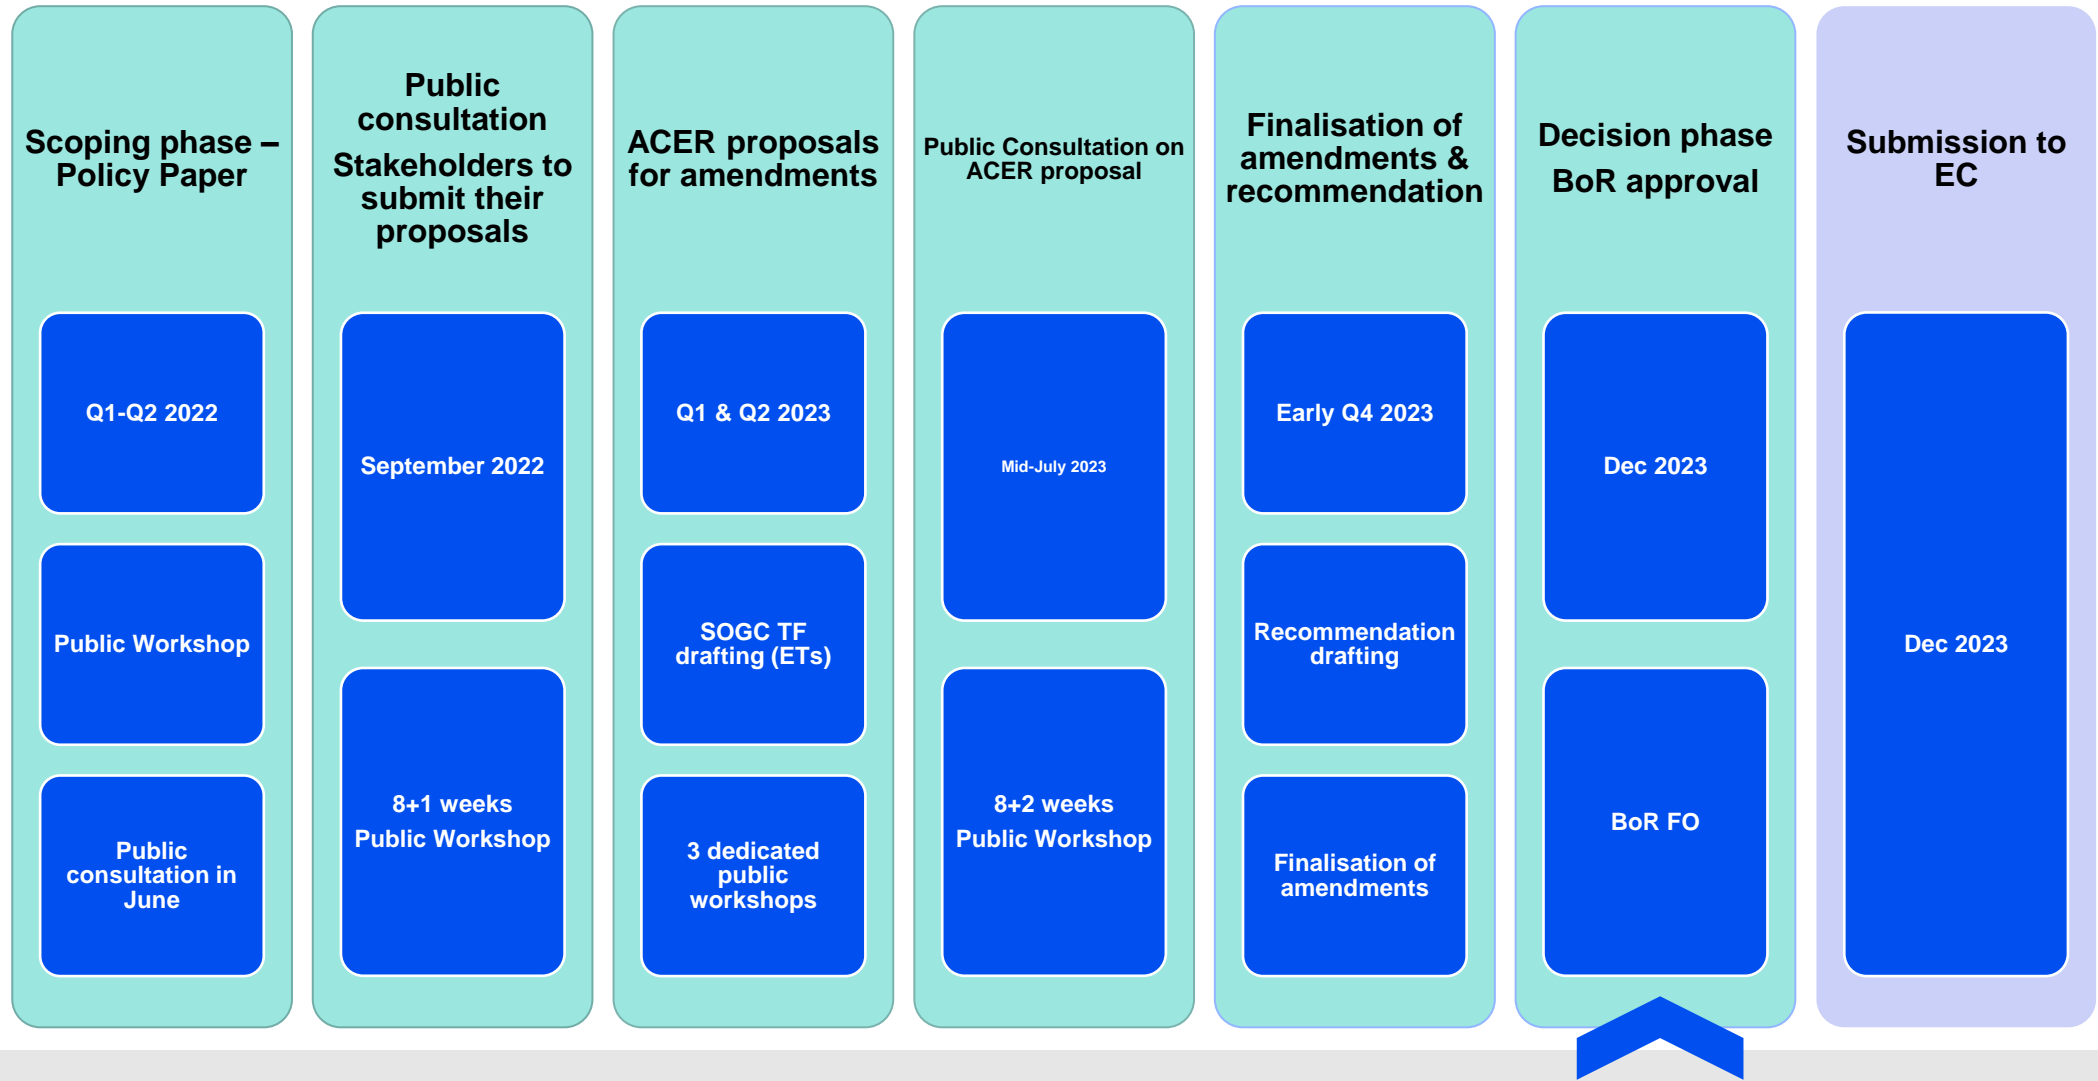 Scoping phase –
Policy Paper
Q1-Q2 2022
Public Workshop
Public
consultation in
June
Public
consultation
Stakeholders to
submit their
proposals
September 2022
8+1 weeks
Public Workshop
ACER proposals
for amendments
Q1 & Q2 2023
SOGC TF
drafting (ETs)
3 dedicated
public
workshops
Public Consultation on
ACER proposal
Mid-July 2023
8+2 weeks
Public Workshop
Finalisation of
amendments &
recommendation
Early Q4 2023
Recommendation
drafting
Finalisation of
amendments
Decision phase
BoR approval
Dec 2023
BoR FO
Submission to
EC
Dec 2023